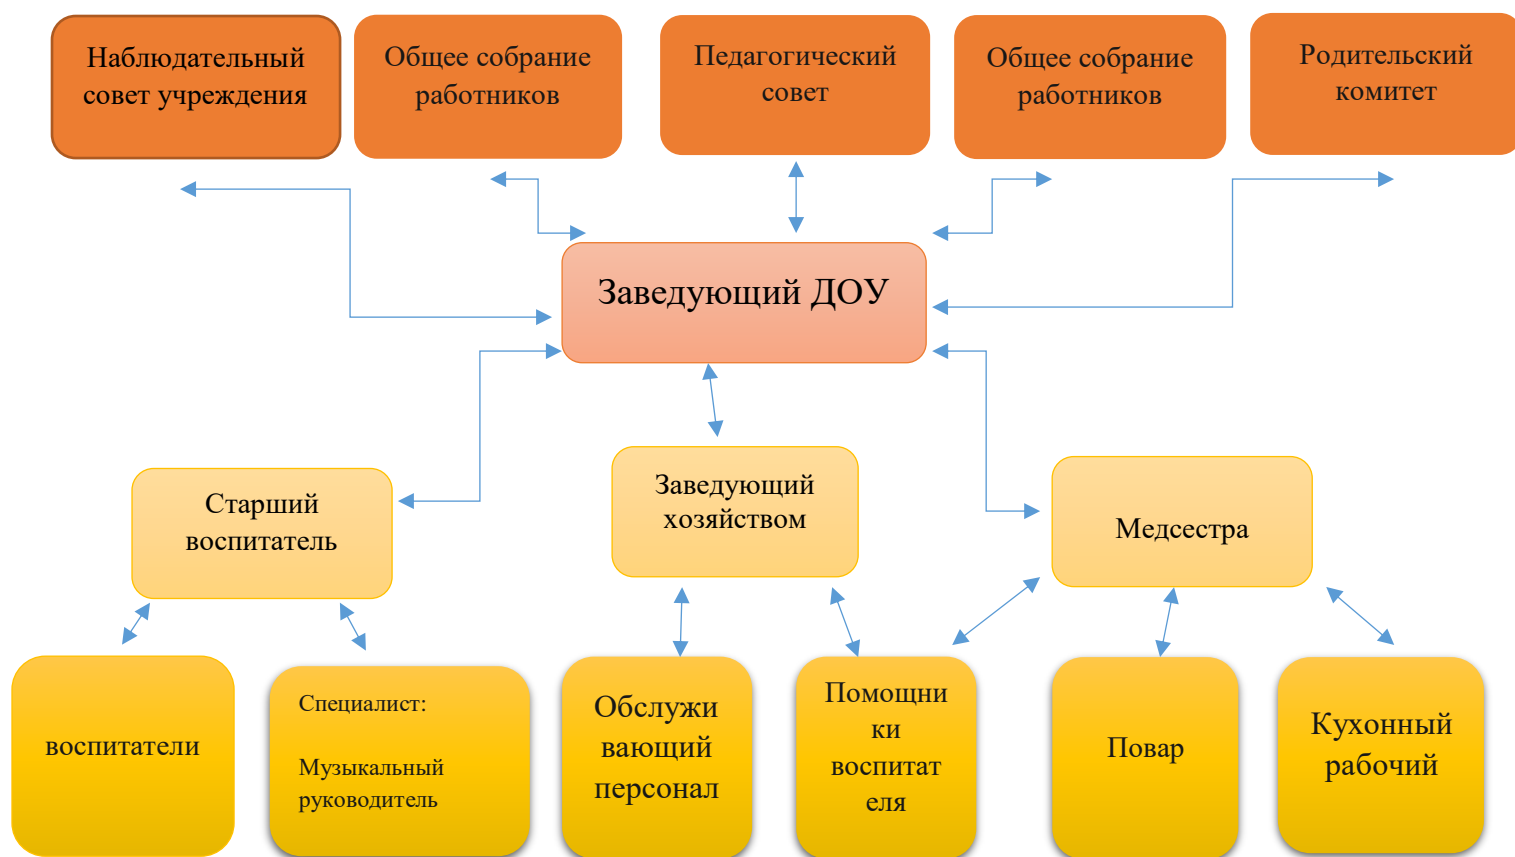 Наблюдательный
совет учреждения
Общее собрание
работников
Педагогический
совет
Общее собрание
работников
Родительский
комитет
Заведующий ДОУ
Старший
воспитатель
Заведующий
хозяйством
Медсестра
воспитатели
Специалист:
Музыкальный
руководитель
Обслужи
вающий
персонал
Помощни
ки
воспитат
еля
Повар
Кухонный
рабочий